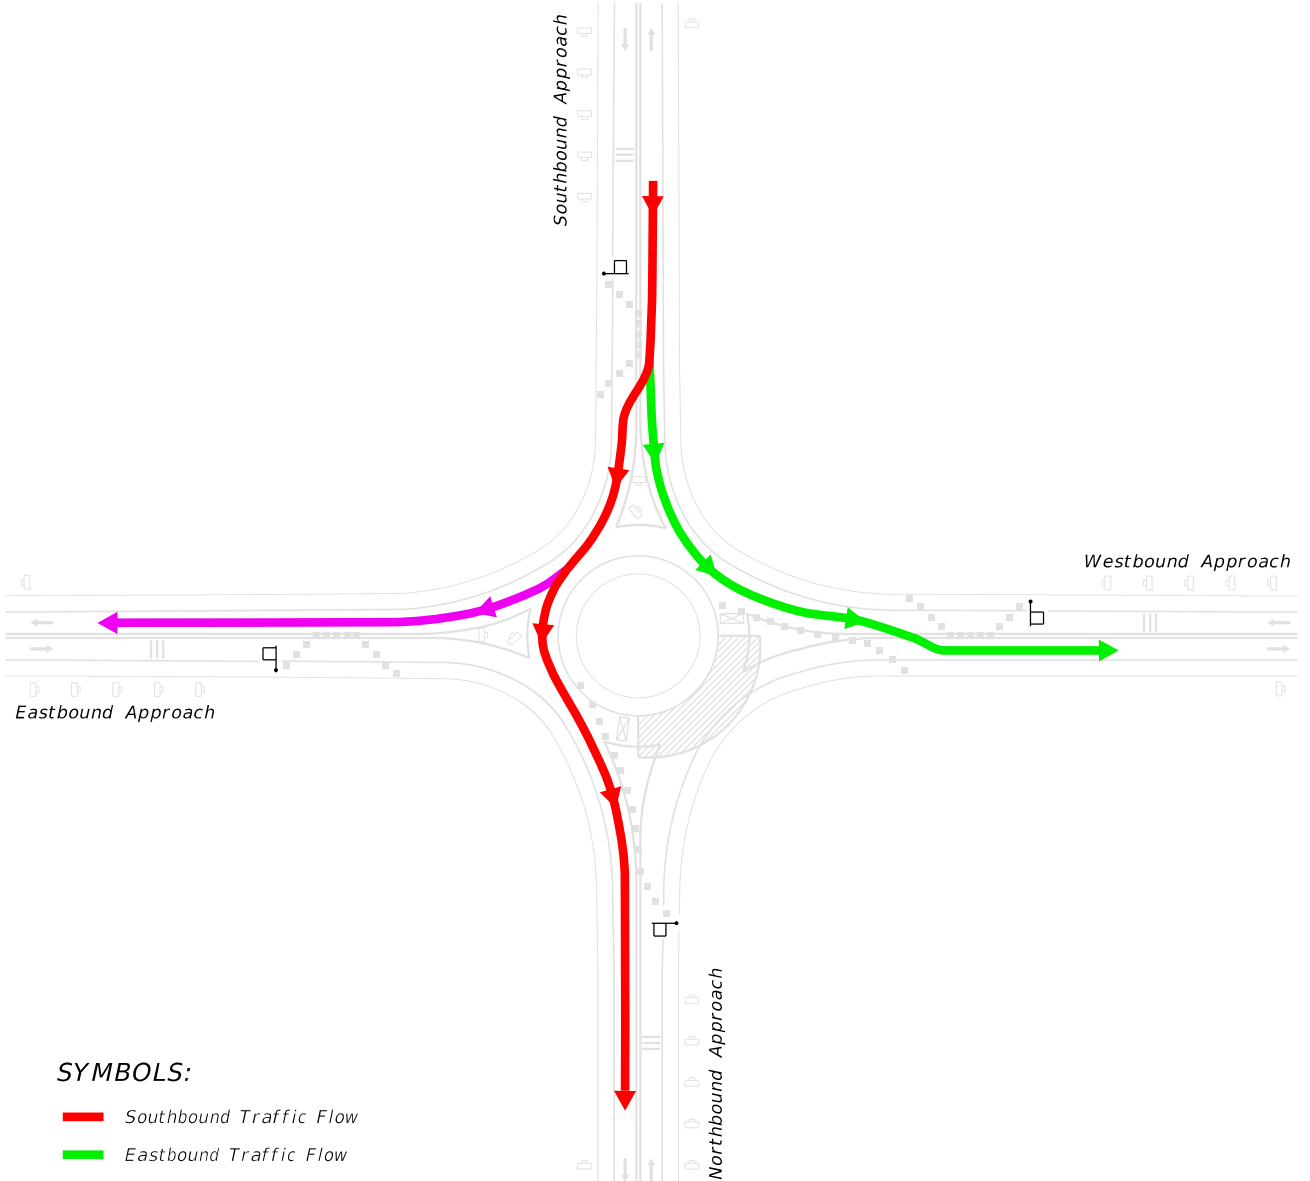 Southbound Approach
Westbound Approach
Eastbound Approach
Northbound Approach
SYMBOLS:
Southbound Traffic Flow
Eastbound Traffic Flow